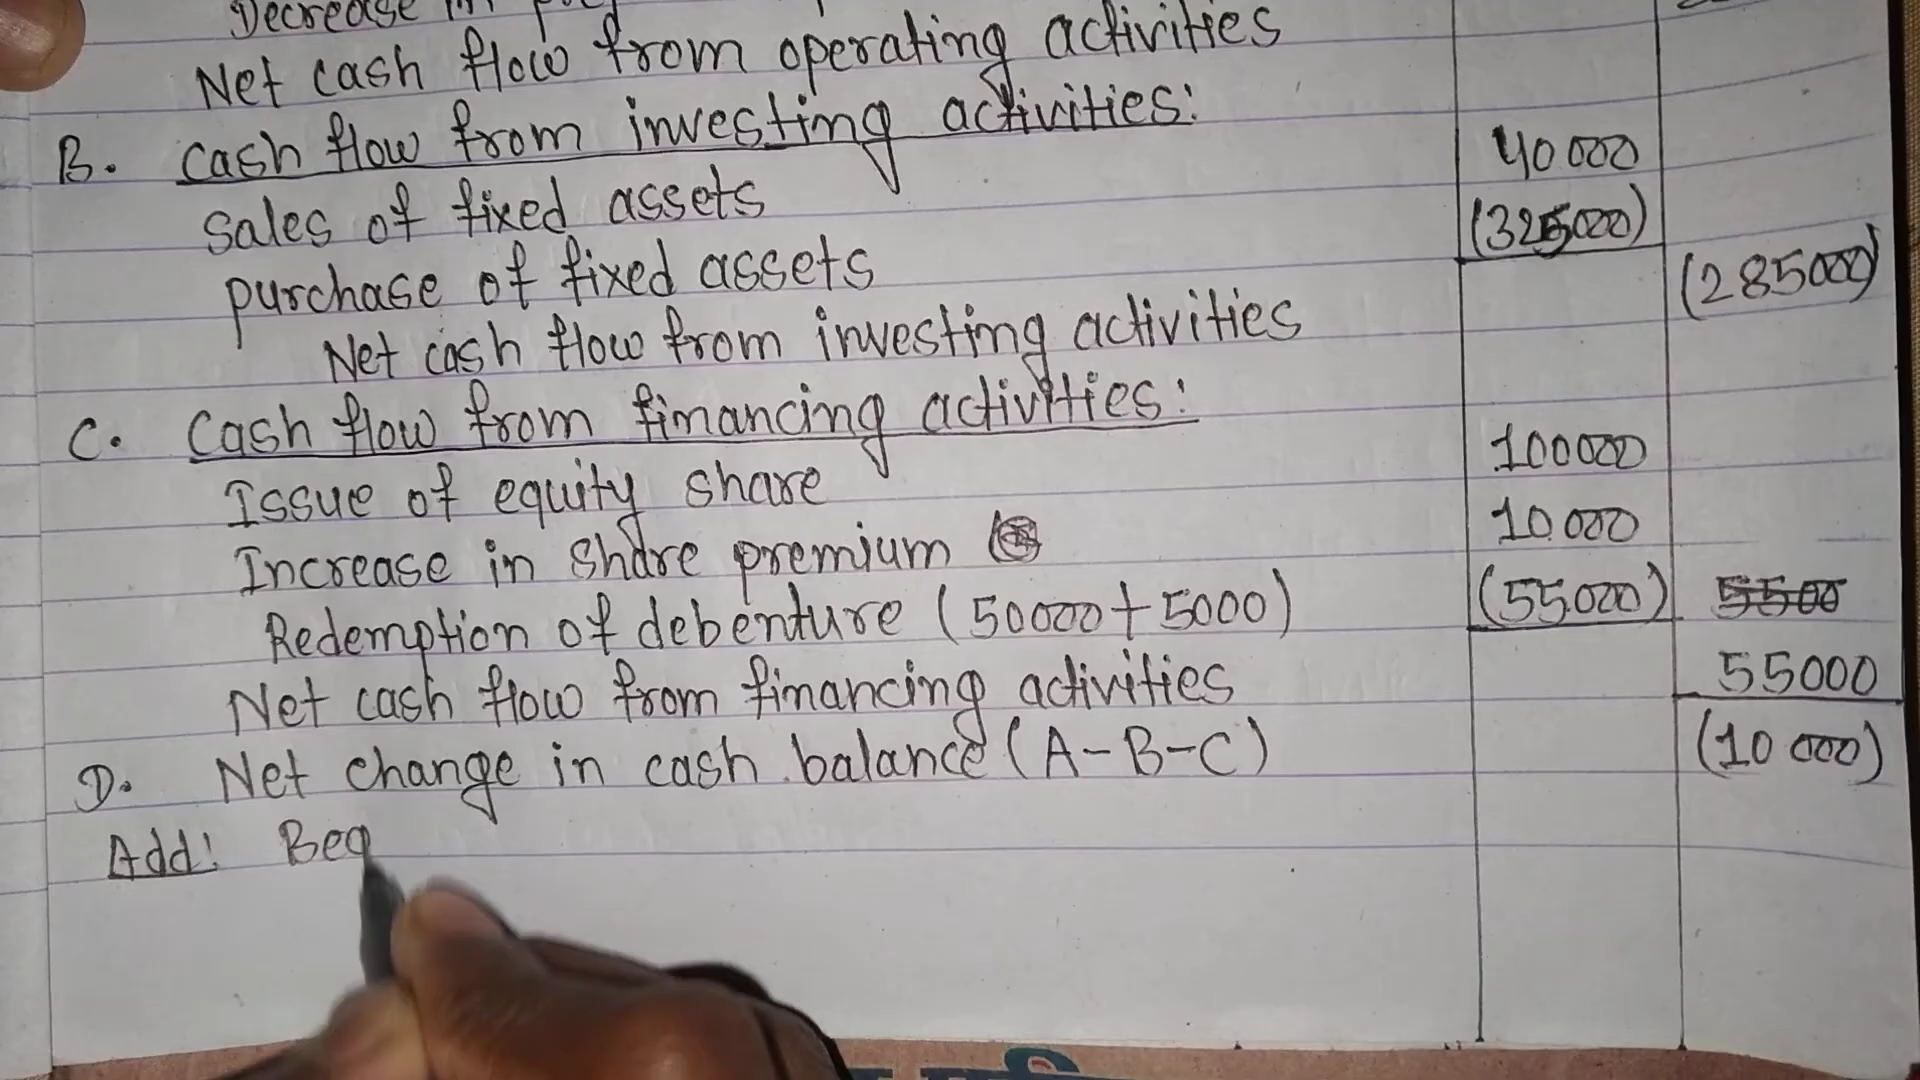 Decrease in
Net cash flow from operating activities
B. Cash flow from investing activities:
Sales of fixed assets 40000
purchase of fixed assets (325000)
Net cash flow from investing activities (285000)
C. Cash flow from financing activities:
Issue of equity share 100000
Increase in share premium 10000
Redemption of debenture (50000+5000) (55000) 5500
Net cash flow from financing activities 55000
D. Net change in cash balance (A-B-C) (10000)
Add: Beg